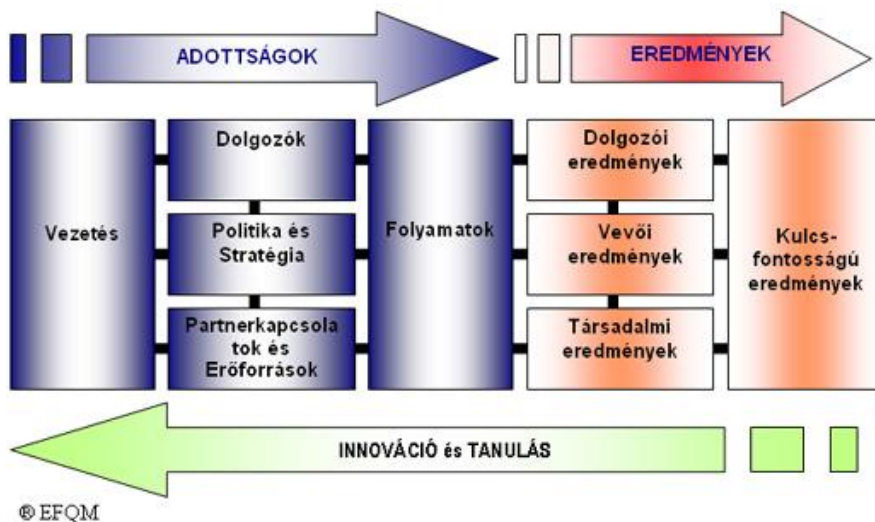 ADOTTSÁGOK
EREDMÉNYEK
Vezetés
Dolgozók
Politika és
Stratégia
Partnerkapcsola
tok és
Erőforrások
Folyamatok
Dolgozói
eredmények
Vevői
eredmények
Társadalmi
eredmények
Kulcs-
fontosságú
eredmények
INNOVÁCIÓ és TANULÁS
® EFQM